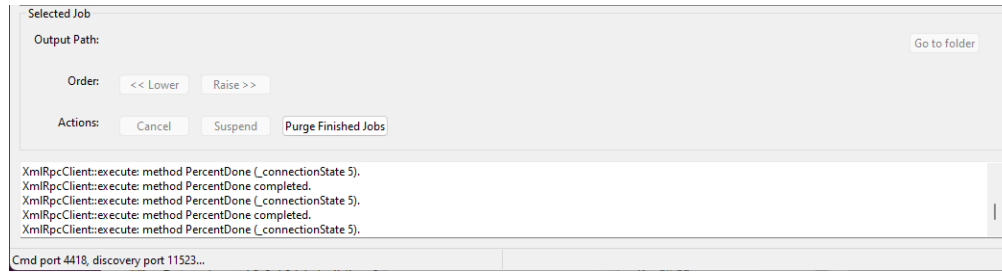 Selected Job
Output Path:
Go to folder
Order:
<< Lower
Raise >>
Actions:
Cancel
Suspend
Purge Finished Jobs
XmlRpcClient::execute: method PercentDone (_connectionState 5).
XmlRpcClient::execute: method PercentDone completed.
XmlRpcClient::execute: method PercentDone (_connectionState 5).
XmlRpcClient::execute: method PercentDone completed.
XmlRpcClient::execute: method PercentDone (_connectionState 5).
Cmd port 4418, discovery port 11523...